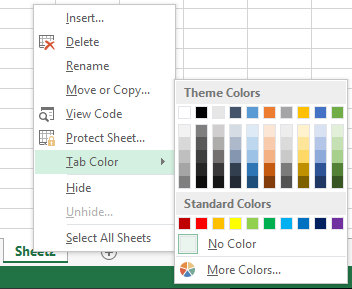 Insert...
Delete
Rename
Move or Copy...
View Code
Protect Sheet...
Tab Color
Hide
Unhide...
Select All Sheets
Theme Colors
Standard Colors
No Color
More Colors...
Sheet2